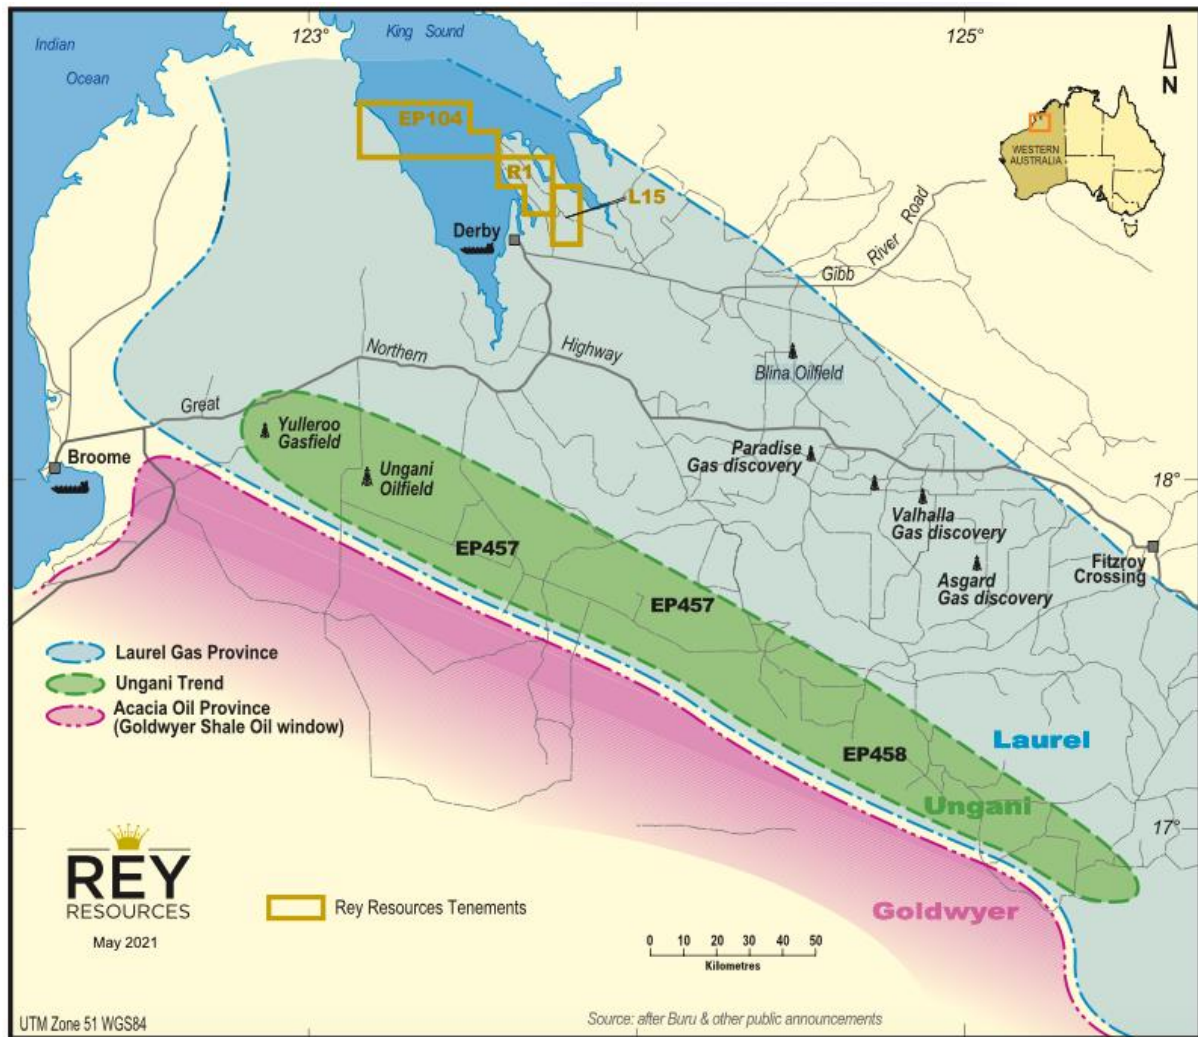 Indian
Ocean
123°
King Sound
125°
N
WESTERN
AUSTRALIA
EP104
R1
L15
Derby
Gibb River Road
Great Northern Highway
Blina Oilfield
Yulleroo
Gasfield
Ungani
Oilfield
Broome
Paradise
Gas discovery
18°
Valhalla
Gas discovery
Asgard
Gas discovery
Fitzroy
Crossing
EP457
EP457
Laurel Gas Province
Ungani Trend
Acacia Oil Province
(Goldwyer Shale Oil window)
EP458
Laurel
Ungani
17°
Goldwyer
REY
RESOURCES
May 2021
Rey Resources Tenements
0 10 20 30 40 50
Kilometres
UTM Zone 51 WGS84
Source: after Buru & other public announcements